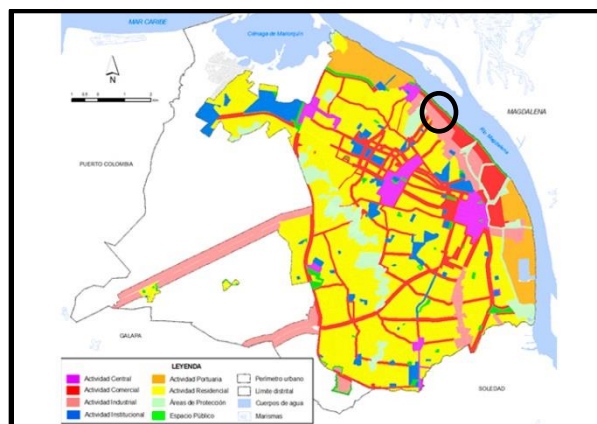 MAR CARIBE
Ciénaga de Mallorquín
N
MAGDALENA
Río Magdalena
PUERTO COLOMBIA
GALAPA
SOLEDAD
LEYENDA
Actividad Central
Actividad Comercial
Actividad Industrial
Actividad Institucional
Actividad Portuaria
Actividad Residencial
Áreas de Protección
Espacio Público
Perímetro urbano
Límite distrital
Cuerpos de agua
Marismas